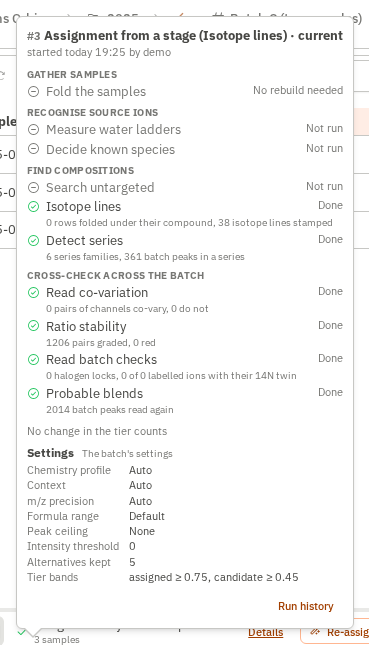 #3 Assignment from a stage (Isotope lines) · current
started today 19:25 by demo
GATHER SAMPLES
Fold the samples No rebuild needed
RECOGNISE SOURCE IONS
Measure water ladders Not run
Decide known species Not run
FIND COMPOSITIONS
Search untargeted Not run
Isotope lines Done
0 rows folded under their compound, 38 isotope lines stamped
Detect series Done
6 series families, 361 batch peaks in a series
CROSS-CHECK ACROSS THE BATCH
Read co-variation Done
0 pairs of channels co-vary, 0 do not
Ratio stability Done
1206 pairs graded, 0 red
Read batch checks Done
0 halogen locks, 0 of 0 labelled ions with their 14N twin
Probable blends Done
2014 batch peaks read again
No change in the tier counts
Settings The batch's settings
Chemistry profile Auto
Context Auto
m/z precision Auto
Formula range Default
Peak ceiling None
Intensity threshold 0
Alternatives kept 5
Tier bands assigned ≥ 0.75, candidate ≥ 0.45
Run history
Details Re-assig
3 samples